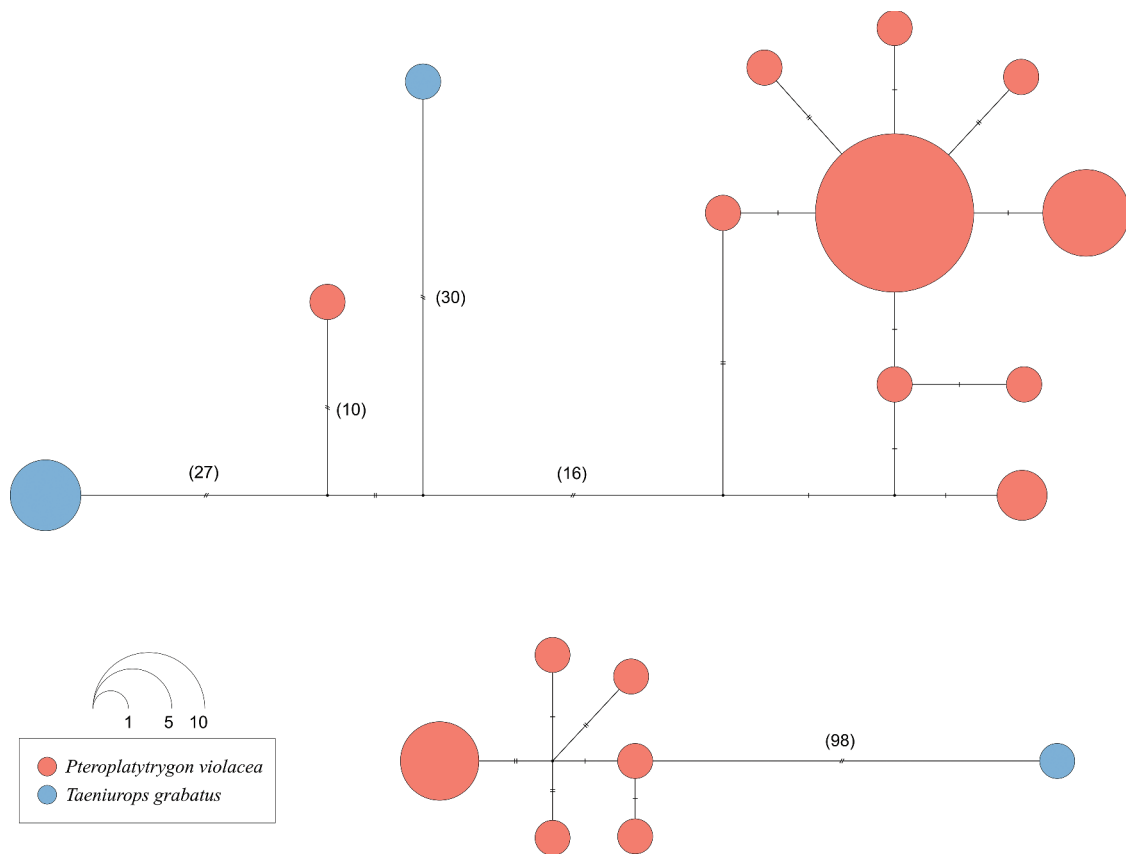 (30)
(10)
(27)
(16)
(98)
1 5 10
Pteroplatytrygon violacea
Taeniurops grabatus